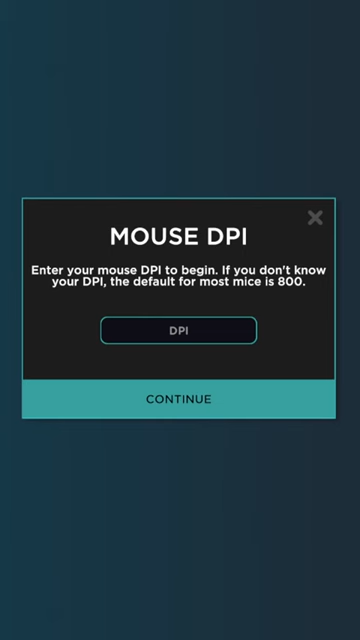 MOUSE DPI
Enter your mouse DPI to begin. If you don't know
your DPI, the default for most mice is 800.
DPI
CONTINUE